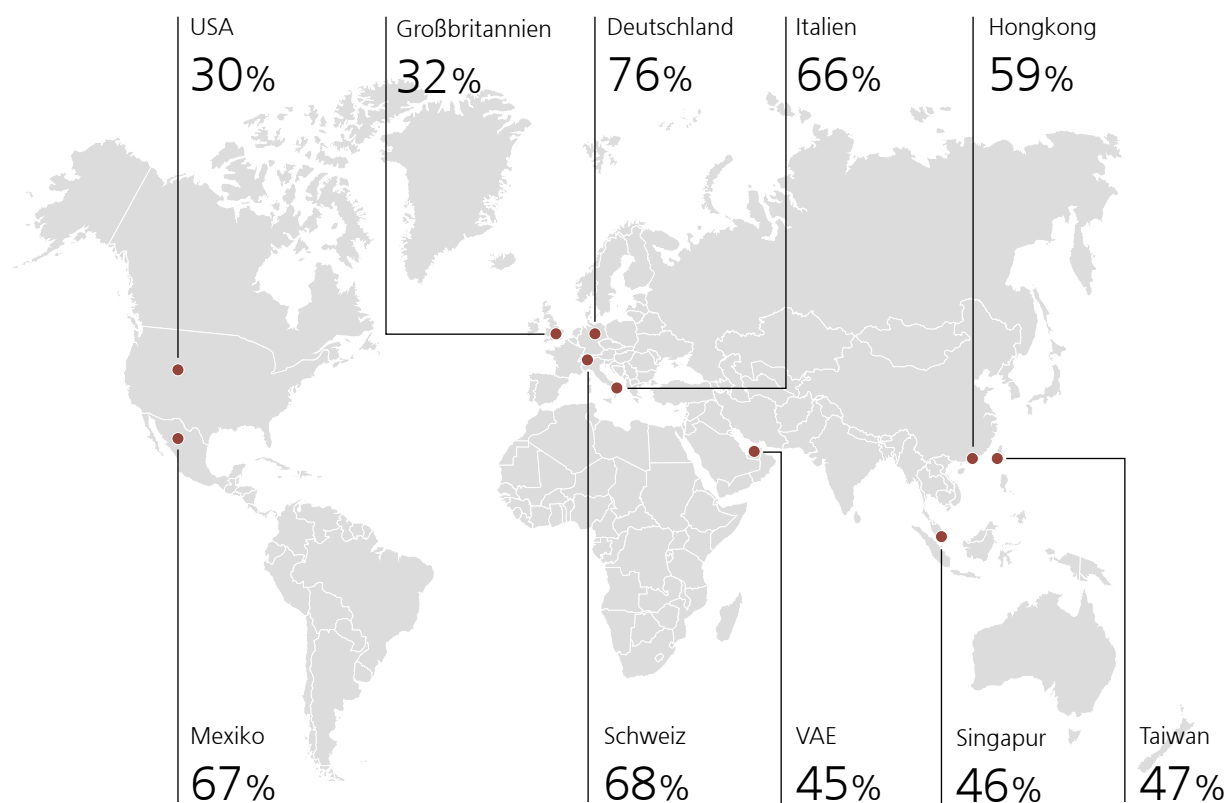 USA
30%
Großbritannien
32%
Deutschland
76%
Italien
66%
Hongkong
59%
Mexiko
67%
Schweiz
68%
VAE
45%
Singapur
46%
Taiwan
47%